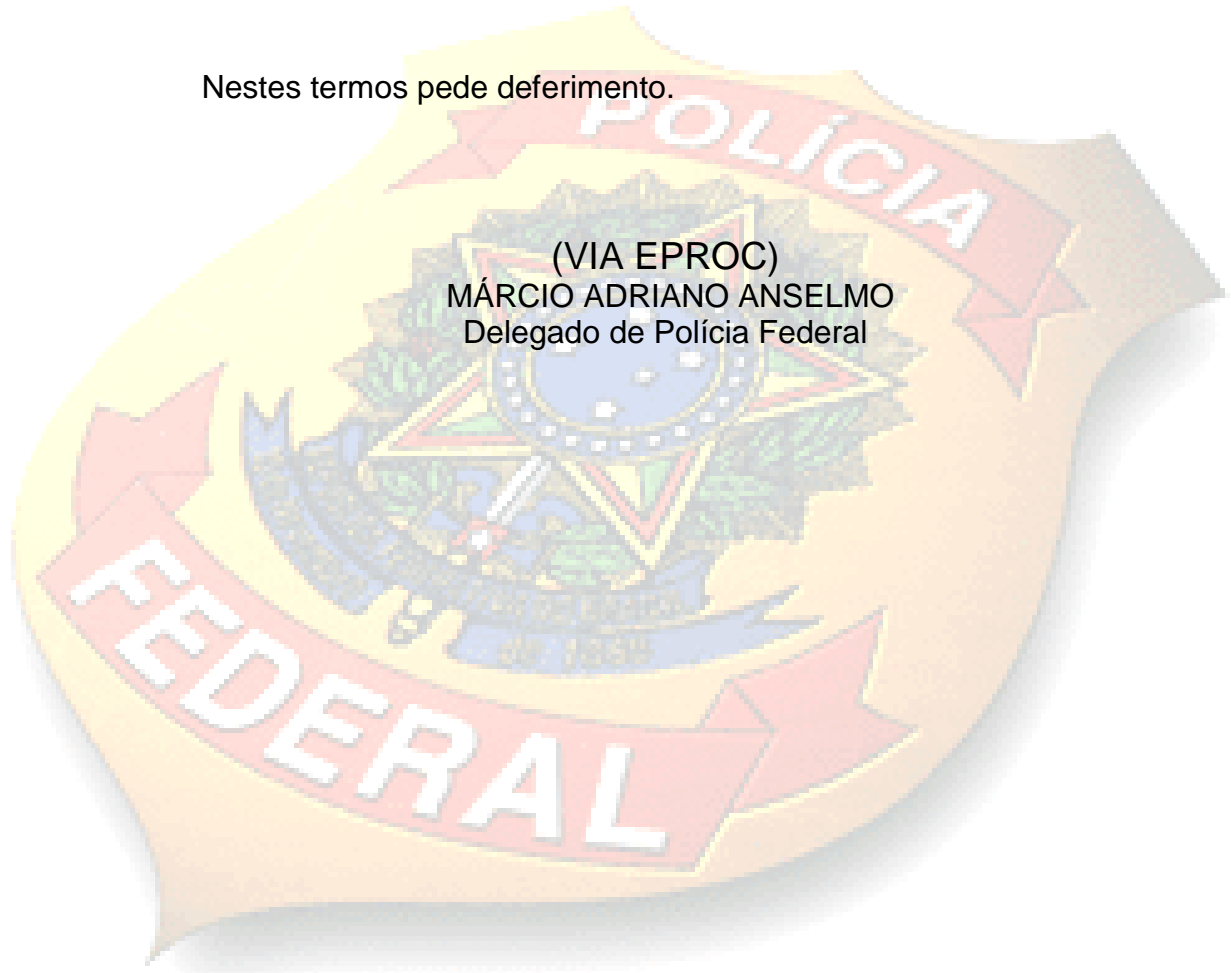 Nestes termos pede deferimento.
POLÍCIA
(VIA EPROC)
MÁRCIO ADRIANO ANSELMO
Delegado de Polícia Federal
FEDERAL